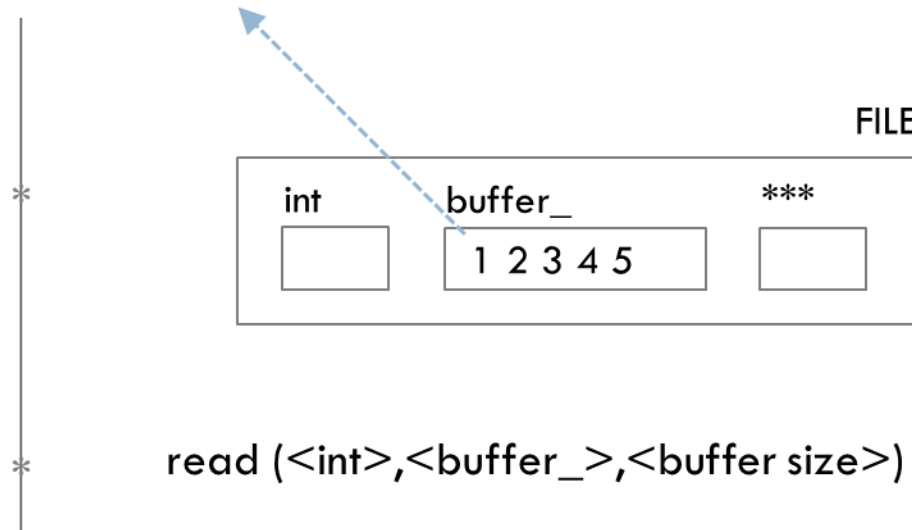 FILE
int buffer_ ***
1 2 3 4 5
*
read (<int>,<buffer_>,<buffer size>)
*